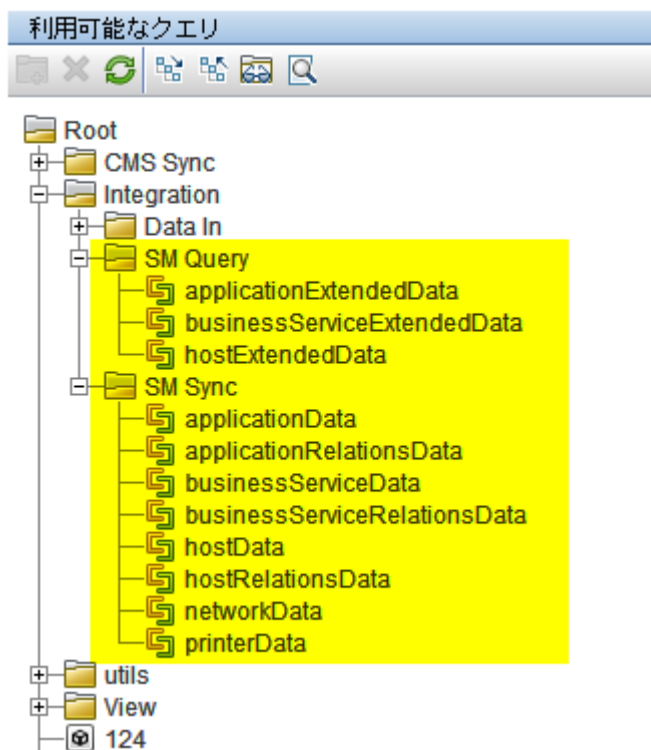 利用可能なクエリ
Root
CMS Sync
Integration
Data In
SM Query
applicationExtendedData
businessServiceExtendedData
hostExtendedData
SM Sync
applicationData
applicationRelationsData
businessServiceData
businessServiceRelationsData
hostData
hostRelationsData
networkData
printerData
utils
View
124